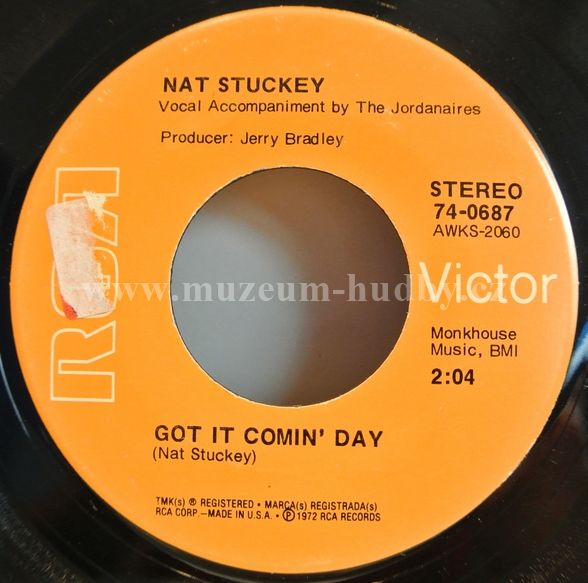 NAT STUCKEY
Vocal Accompaniment by The Jordanaires
Producer: Jerry Bradley
RCA
STEREO
74-0687
AWKS-2060
Victor
www.muzeum-hudby.cz
Monkhouse
Music, BMI
2:04
GOT IT COMIN' DAY
(Nat Stuckey)
TMK(s) ® REGISTERED • MARCA(s) REGISTRADA(s)
RCA CORP.—MADE IN U.S.A. • ℗ 1972 RCA RECORDS